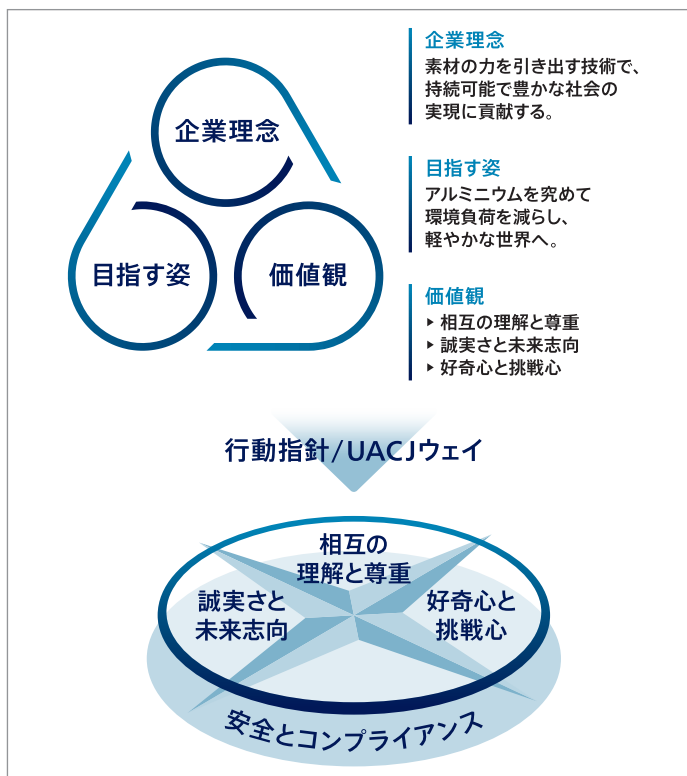 企業理念
目指す姿
価値観
企業理念
素材の力を引き出す技術で、
持続可能で豊かな社会の
実現に貢献する。
目指す姿
アルミニウムを究めて
環境負荷を減らし、
軽やかな世界へ。
価値観
▶ 相互の理解と尊重
▶ 誠実さと未来志向
▶ 好奇心と挑戦心
行動指針/UACJウェイ
相互の
理解と尊重
誠実さと
未来志向
好奇心と
挑戦心
安全とコンプライアンス